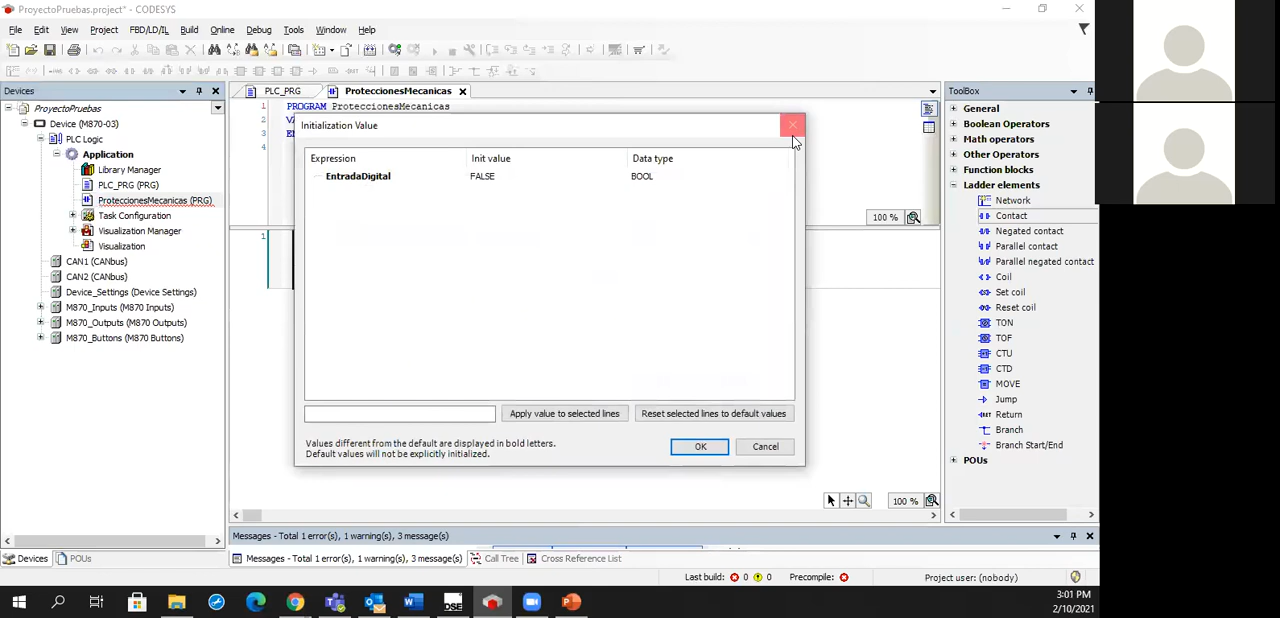 ProyectoPruebas.project* - CODESYS
File Edit View Project FBD/LD/IL Build Online Debug Tools Window Help
Devices
ProyectoPruebas
Device (M870-03)
PLC Logic
Application
Library Manager
PLC_PRG (PRG)
ProteccionesMecanicas (PRG)
Task Configuration
Visualization Manager
Visualization
CAN1 (CANbus)
CAN2 (CANbus)
Device_Settings (Device Settings)
M870_Inputs (M870 Inputs)
M870_Outputs (M870 Outputs)
M870_Buttons (M870 Buttons)
Devices POUs
PLC_PRG ProteccionesMecanicas
1 PROGRAM ProteccionesMecanicas
2
3
4
100 %
1
100 %
Initialization Value
Expression Init value Data type
EntradaDigital FALSE BOOL
Apply value to selected lines Reset selected lines to default values
Values different from the default are displayed in bold letters.
Default values will not be explicitly initialized.
OK Cancel
ToolBox
General
Boolean Operators
Math operators
Other Operators
Function blocks
Ladder elements
Network
Contact
Negated contact
Parallel contact
Parallel negated contact
Coil
Set coil
Reset coil
TON
TOF
CTU
CTD
MOVE
Jump
Return
Branch
Branch Start/End
POUs
Messages - Total 1 error(s), 1 warning(s), 3 message(s)
Messages - Total 1 error(s), 1 warning(s), 3 message(s) Call Tree Cross Reference List
Last build: 0 0 Precompile: Project user: (nobody)
DSE
3:01 PM
2/10/2021